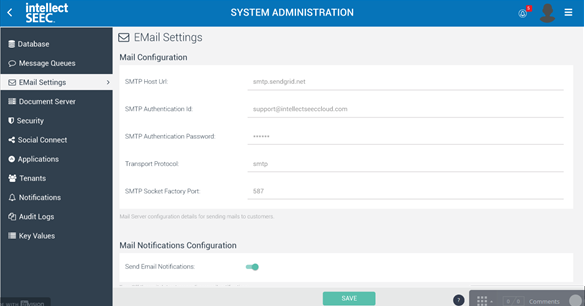 intellect
SEEC
SYSTEM ADMINISTRATION
Database
Message Queues
EMail Settings
Document Server
Security
Social Connect
Applications
Tenants
Notifications
Audit Logs
Key Values
EMail Settings
Mail Configuration
SMTP Host Url: smtp.sendgrid.net
SMTP Authentication Id: support@intellectseeccloud.com
SMTP Authentication Password: ******
Transport Protocol: smtp
SMTP Socket Factory Port: 587
Mail Server configuration details for sending mails to customers.
Mail Notifications Configuration
Send Email Notifications:
SAVE
?
Comments